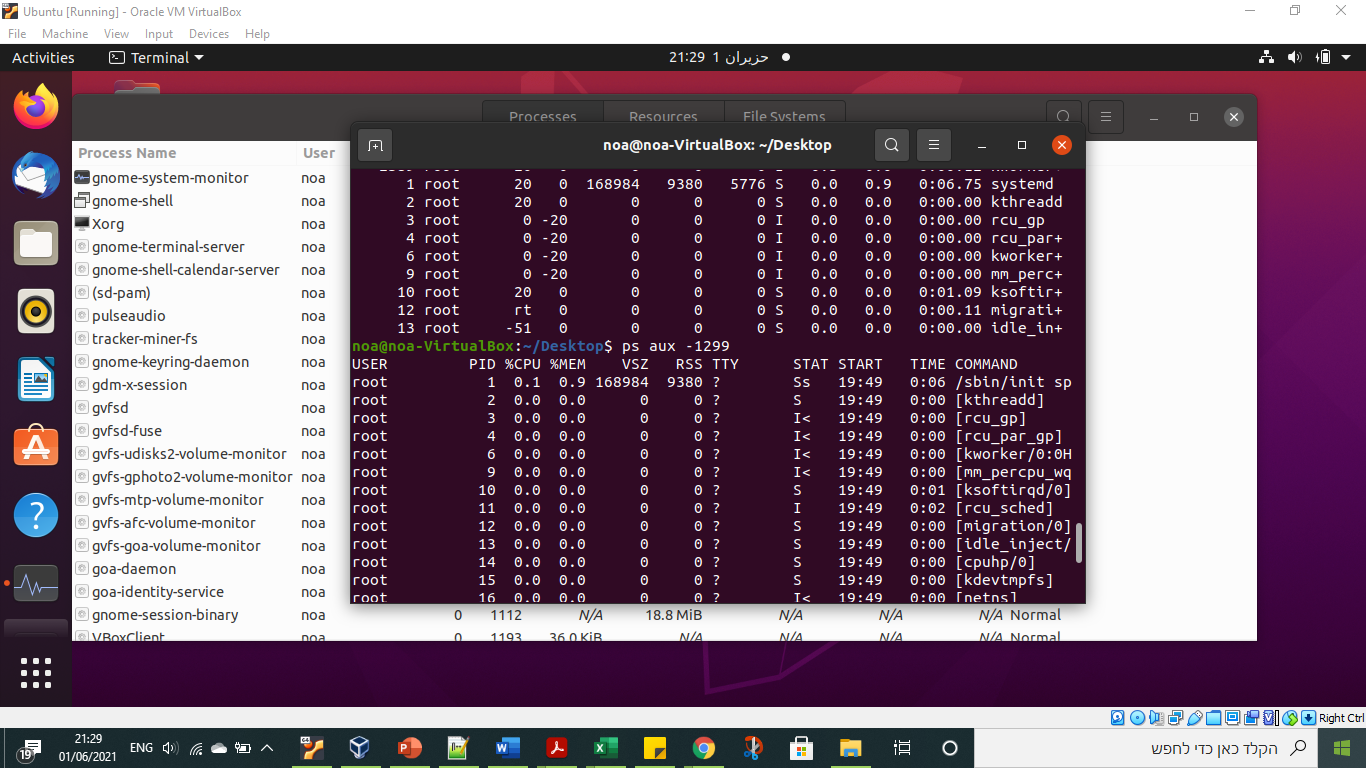 Ubuntu [Running] - Oracle VM VirtualBox
File Machine View Input Devices Help
Activities Terminal 21:29 1 حزيران
Processes Resources File Systems
noa@noa-VirtualBox: ~/Desktop
Process Name User
gnome-system-monitor noa
gnome-shell noa
Xorg noa
gnome-terminal-server noa
gnome-shell-calendar-server noa
(sd-pam) noa
pulseaudio noa
tracker-miner-fs noa
gnome-keyring-daemon noa
gdm-x-session noa
gvfsd noa
gvfsd-fuse noa
gvfs-udisks2-volume-monitor noa
gvfs-gphoto2-volume-monitor noa
gvfs-mtp-volume-monitor noa
gvfs-afc-volume-monitor noa
gvfs-goa-volume-monitor noa
goa-daemon noa
goa-identity-service noa
gnome-session-binary noa 0 1112 N/A 18.8 MiB N/A N/A N/A Normal
VBoxClient noa 0 1193 36.0 KiB N/A N/A N/A N/A Normal
1 root 20 0 168984 9380 5776 S 0.0 0.9 0:06.75 systemd
2 root 20 0 0 0 0 S 0.0 0.0 0:00.00 kthreadd
3 root 0 -20 0 0 0 I 0.0 0.0 0:00.00 rcu_gp
4 root 0 -20 0 0 0 I 0.0 0.0 0:00.00 rcu_par+
6 root 0 -20 0 0 0 I 0.0 0.0 0:00.00 kworker+
9 root 0 -20 0 0 0 I 0.0 0.0 0:00.00 mm_perc+
10 root 20 0 0 0 0 S 0.0 0.0 0:01.09 ksoftir+
12 root rt 0 0 0 0 S 0.0 0.0 0:00.11 migrati+
13 root -51 0 0 0 0 S 0.0 0.0 0:00.00 idle_in+
noa@noa-VirtualBox:~/Desktop$ ps aux -1299
USER PID %CPU %MEM VSZ RSS TTY STAT START TIME COMMAND
root 1 0.1 0.9 168984 9380 ? Ss 19:49 0:06 /sbin/init sp
root 2 0.0 0.0 0 0 ? S 19:49 0:00 [kthreadd]
root 3 0.0 0.0 0 0 ? I< 19:49 0:00 [rcu_gp]
root 4 0.0 0.0 0 0 ? I< 19:49 0:00 [rcu_par_gp]
root 6 0.0 0.0 0 0 ? I< 19:49 0:00 [kworker/0:0H
root 9 0.0 0.0 0 0 ? I< 19:49 0:00 [mm_percpu_wq
root 10 0.0 0.0 0 0 ? S 19:49 0:01 [ksoftirqd/0]
root 11 0.0 0.0 0 0 ? I 19:49 0:02 [rcu_sched]
root 12 0.0 0.0 0 0 ? S 19:49 0:00 [migration/0]
root 13 0.0 0.0 0 0 ? S 19:49 0:00 [idle_inject/
root 14 0.0 0.0 0 0 ? S 19:49 0:00 [cpuhp/0]
root 15 0.0 0.0 0 0 ? S 19:49 0:00 [kdevtmpfs]
root 16 0.0 0.0 0 0 ? I< 19:49 0:00 [netns]
Right Ctrl
19 21:29 ENG
01/06/2021
הקלד כאן כדי לחפש